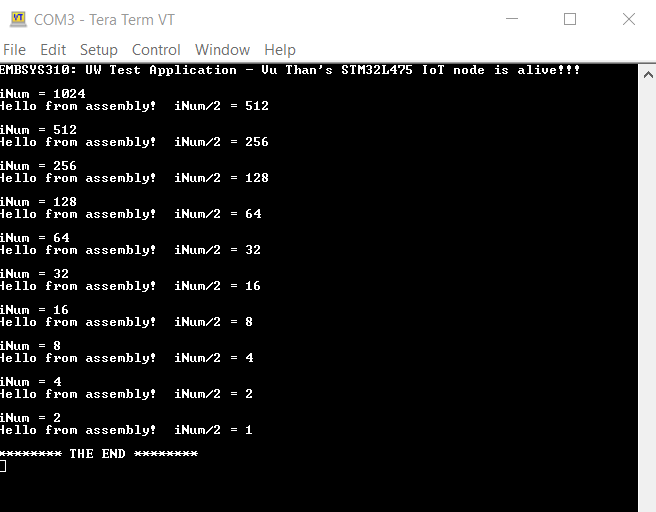 COM3 - Tera Term VT
File Edit Setup Control Window Help
EMBSYS310: UW Test Application - Vu Than's STM32L475 IoT node is alive!!!
iNum = 1024
Hello from assembly!  iNum/2 = 512
iNum = 512
Hello from assembly!  iNum/2 = 256
iNum = 256
Hello from assembly!  iNum/2 = 128
iNum = 128
Hello from assembly!  iNum/2 = 64
iNum = 64
Hello from assembly!  iNum/2 = 32
iNum = 32
Hello from assembly!  iNum/2 = 16
iNum = 16
Hello from assembly!  iNum/2 = 8
iNum = 8
Hello from assembly!  iNum/2 = 4
iNum = 4
Hello from assembly!  iNum/2 = 2
iNum = 2
Hello from assembly!  iNum/2 = 1
******** THE END ********